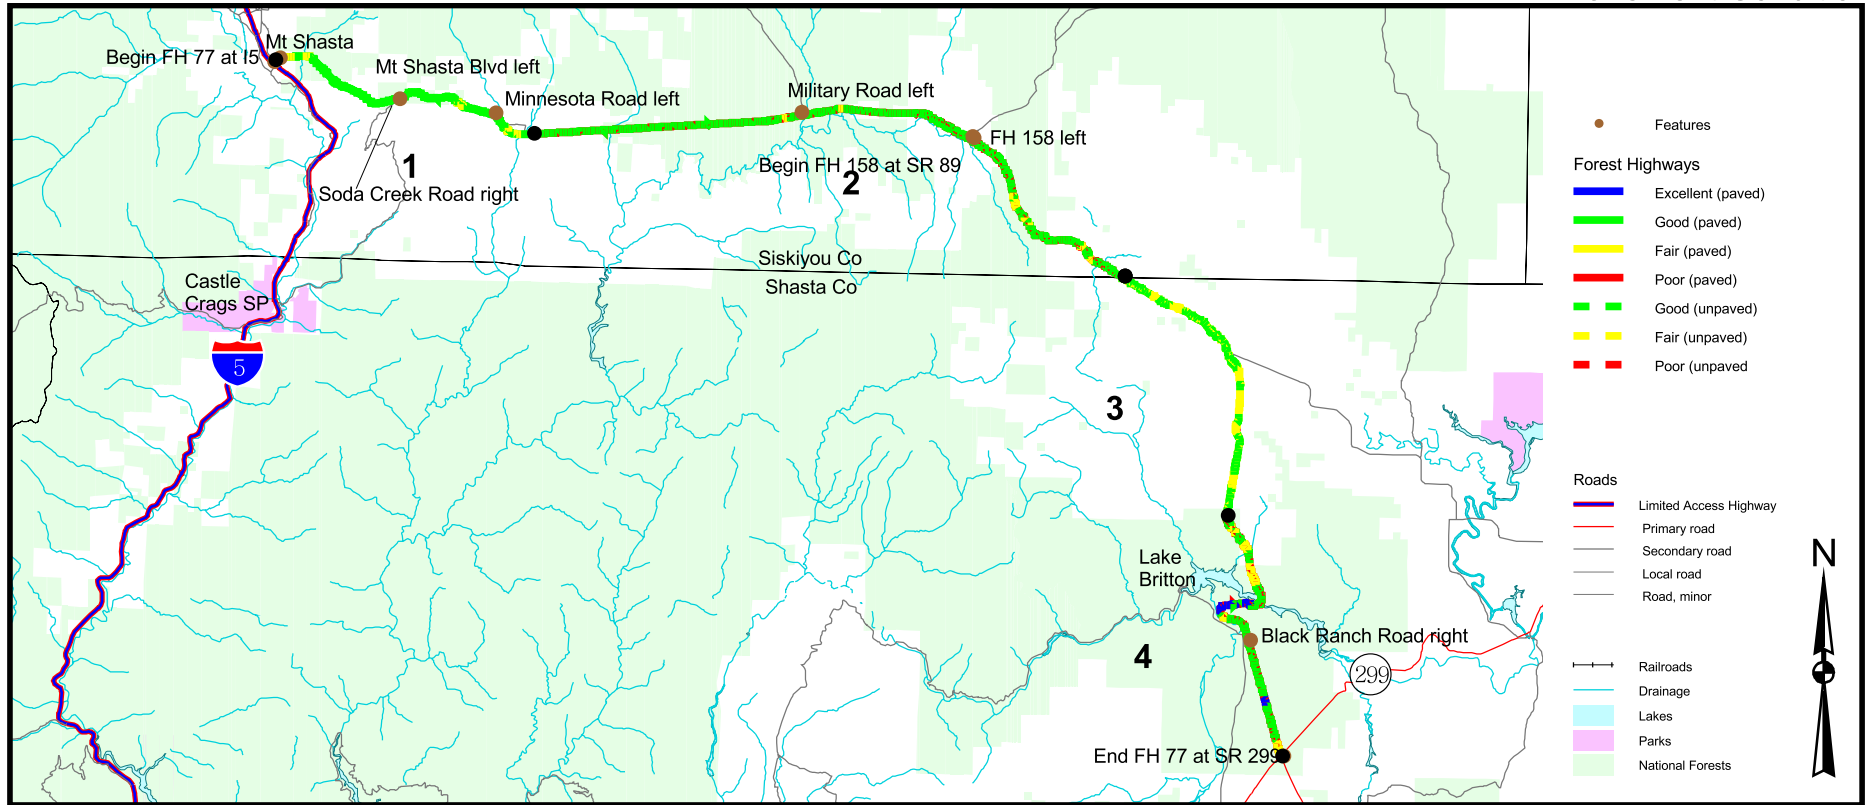 Mt Shasta
Begin FH 77 at I5
Mt Shasta Blvd left
Minnesota Road left
Military Road left
FH 158 left
Begin FH 158 at SR 89
1
2
Soda Creek Road right
Siskiyou Co
Shasta Co
Castle
Crags SP
5
3
Lake
Britton
Black Ranch Road right
4
299
End FH 77 at SR 299
Features
Forest Highways
Excellent (paved)
Good (paved)
Fair (paved)
Poor (paved)
Good (unpaved)
Fair (unpaved)
Poor (unpaved
Roads
Limited Access Highway
Primary road
Secondary road
Local road
Road, minor
Railroads
Drainage
Lakes
Parks
National Forests
N